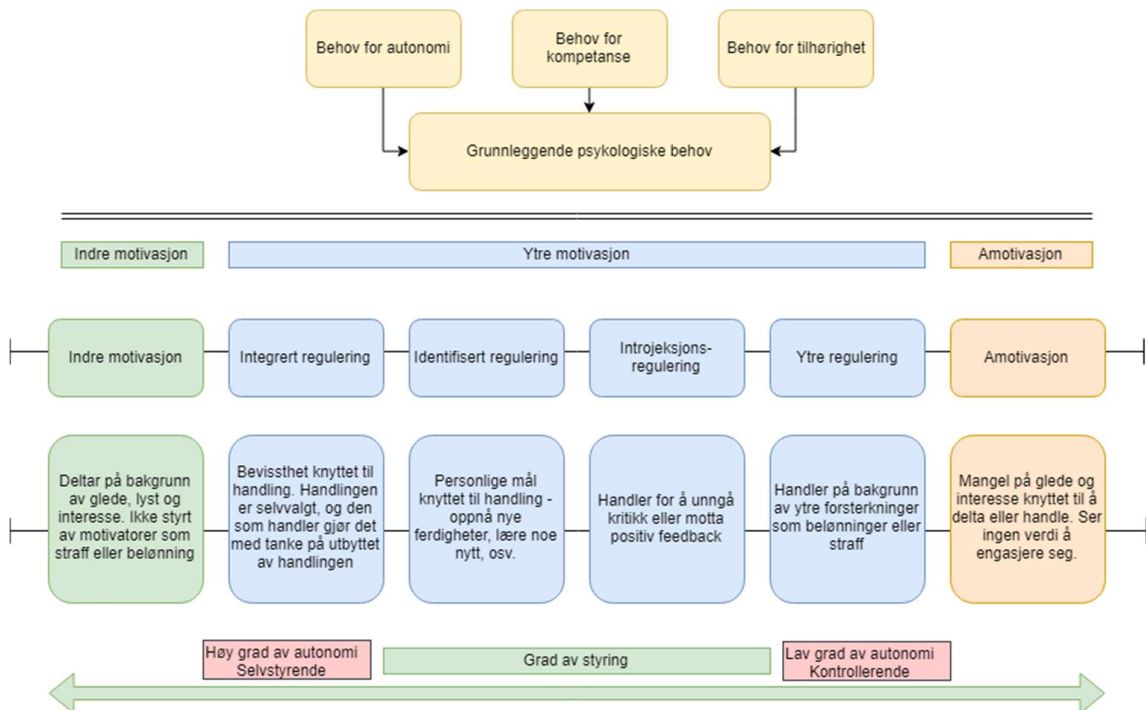 Behov for autonomi
Behov for
kompetanse
Behov for tilhørighet
Grunnleggende psykologiske behov
Indre motivasjon
Ytre motivasjon
Amotivasjon
Indre motivasjon
Integrert regulering
Identifisert regulering
Introjeksjons-
regulering
Ytre regulering
Amotivasjon
Deltar på bakgrunn
av glede, lyst og
interesse. Ikke styrt
av motivatorer som
straff eller belønning
Bevissthet knyttet til
handling. Handlingen
er selvvalgt, og den
som handler gjør det
med tanke på utbyttet
av handlingen
Personlige mål
knyttet til handling -
oppnå nye
ferdigheter, lære noe
nytt, osv.
Handler for å unngå
kritikk eller motta
positiv feedback
Handler på bakgrunn
av ytre forsterkninger
som belønninger eller
straff
Mangel på glede og
interesse knyttet til å
delta eller handle. Ser
ingen verdi å
engasjere seg.
Høy grad av autonomi
Selvstyrende
Grad av styring
Lav grad av autonomi
Kontrollerende